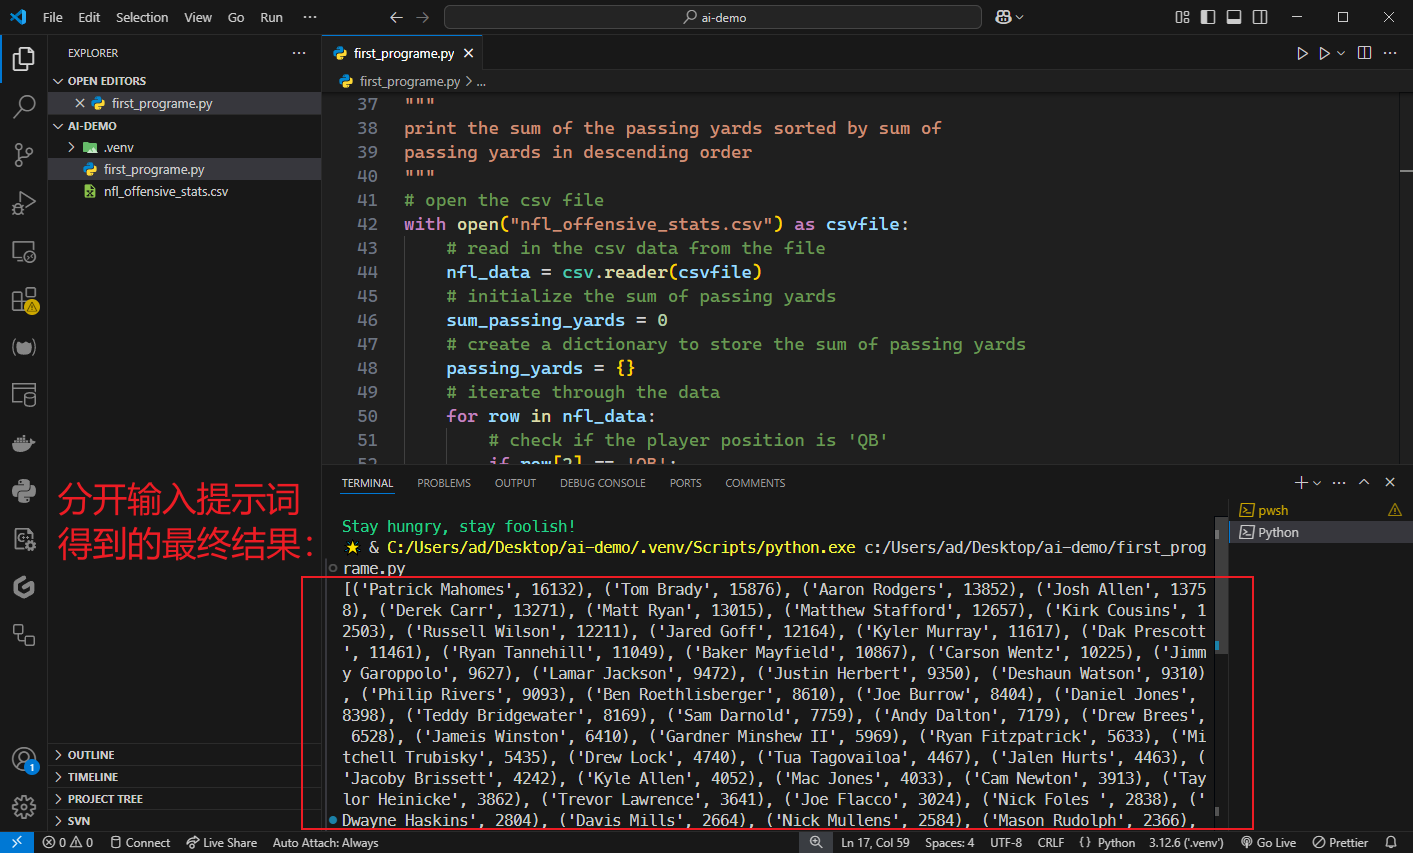 File Edit Selection View Go Run ···
ai-demo
EXPLORER
OPEN EDITORS
first_programe.py
AI-DEMO
.venv
first_programe.py
nfl_offensive_stats.csv
OUTLINE
TIMELINE
PROJECT TREE
SVN
first_programe.py
first_programe.py > ...
37 """
38 print the sum of the passing yards sorted by sum of
39 passing yards in descending order
40 """
41 # open the csv file
42 with open("nfl_offensive_stats.csv") as csvfile:
43 # read in the csv data from the file
44 nfl_data = csv.reader(csvfile)
45 # initialize the sum of passing yards
46 sum_passing_yards = 0
47 # create a dictionary to store the sum of passing yards
48 passing_yards = {}
49 # iterate through the data
50 for row in nfl_data:
51 # check if the player position is 'QB'
52 if row[2] == 'QB':
分开输入提示词
得到的最终结果：
TERMINAL PROBLEMS OUTPUT DEBUG CONSOLE PORTS COMMENTS
Stay hungry, stay foolish!
& C:/Users/ad/Desktop/ai-demo/.venv/Scripts/python.exe c:/Users/ad/Desktop/ai-demo/first_prog
rame.py
[('Patrick Mahomes', 16132), ('Tom Brady', 15876), ('Aaron Rodgers', 13852), ('Josh Allen', 1375
8), ('Derek Carr', 13271), ('Matt Ryan', 13015), ('Matthew Stafford', 12657), ('Kirk Cousins', 1
2503), ('Russell Wilson', 12211), ('Jared Goff', 12164), ('Kyler Murray', 11617), ('Dak Prescott
', 11461), ('Ryan Tannehill', 11049), ('Baker Mayfield', 10867), ('Carson Wentz', 10225), ('Jimm
y Garoppolo', 9627), ('Lamar Jackson', 9472), ('Justin Herbert', 9350), ('Deshaun Watson', 9310)
, ('Philip Rivers', 9093), ('Ben Roethlisberger', 8610), ('Joe Burrow', 8404), ('Daniel Jones',
8398), ('Teddy Bridgewater', 8169), ('Sam Darnold', 7759), ('Andy Dalton', 7179), ('Drew Brees',
6528), ('Jameis Winston', 6410), ('Gardner Minshew II', 5969), ('Ryan Fitzpatrick', 5633), ('Mi
tchell Trubisky', 5435), ('Drew Lock', 4740), ('Tua Tagovailoa', 4467), ('Jalen Hurts', 4463), (
'Jacoby Brissett', 4242), ('Kyle Allen', 4052), ('Mac Jones', 4033), ('Cam Newton', 3913), ('Tay
lor Heinicke', 3862), ('Trevor Lawrence', 3641), ('Joe Flacco', 3024), ('Nick Foles ', 2838), ('
Dwayne Haskins', 2804), ('Davis Mills', 2664), ('Nick Mullens', 2584), ('Mason Rudolph', 2366),
pwsh
Python
1
0 0 Connect Live Share Auto Attach: Always Ln 17, Col 59 Spaces: 4 UTF-8 CRLF {} Python 3.12.6 ('.venv') Go Live Prettier